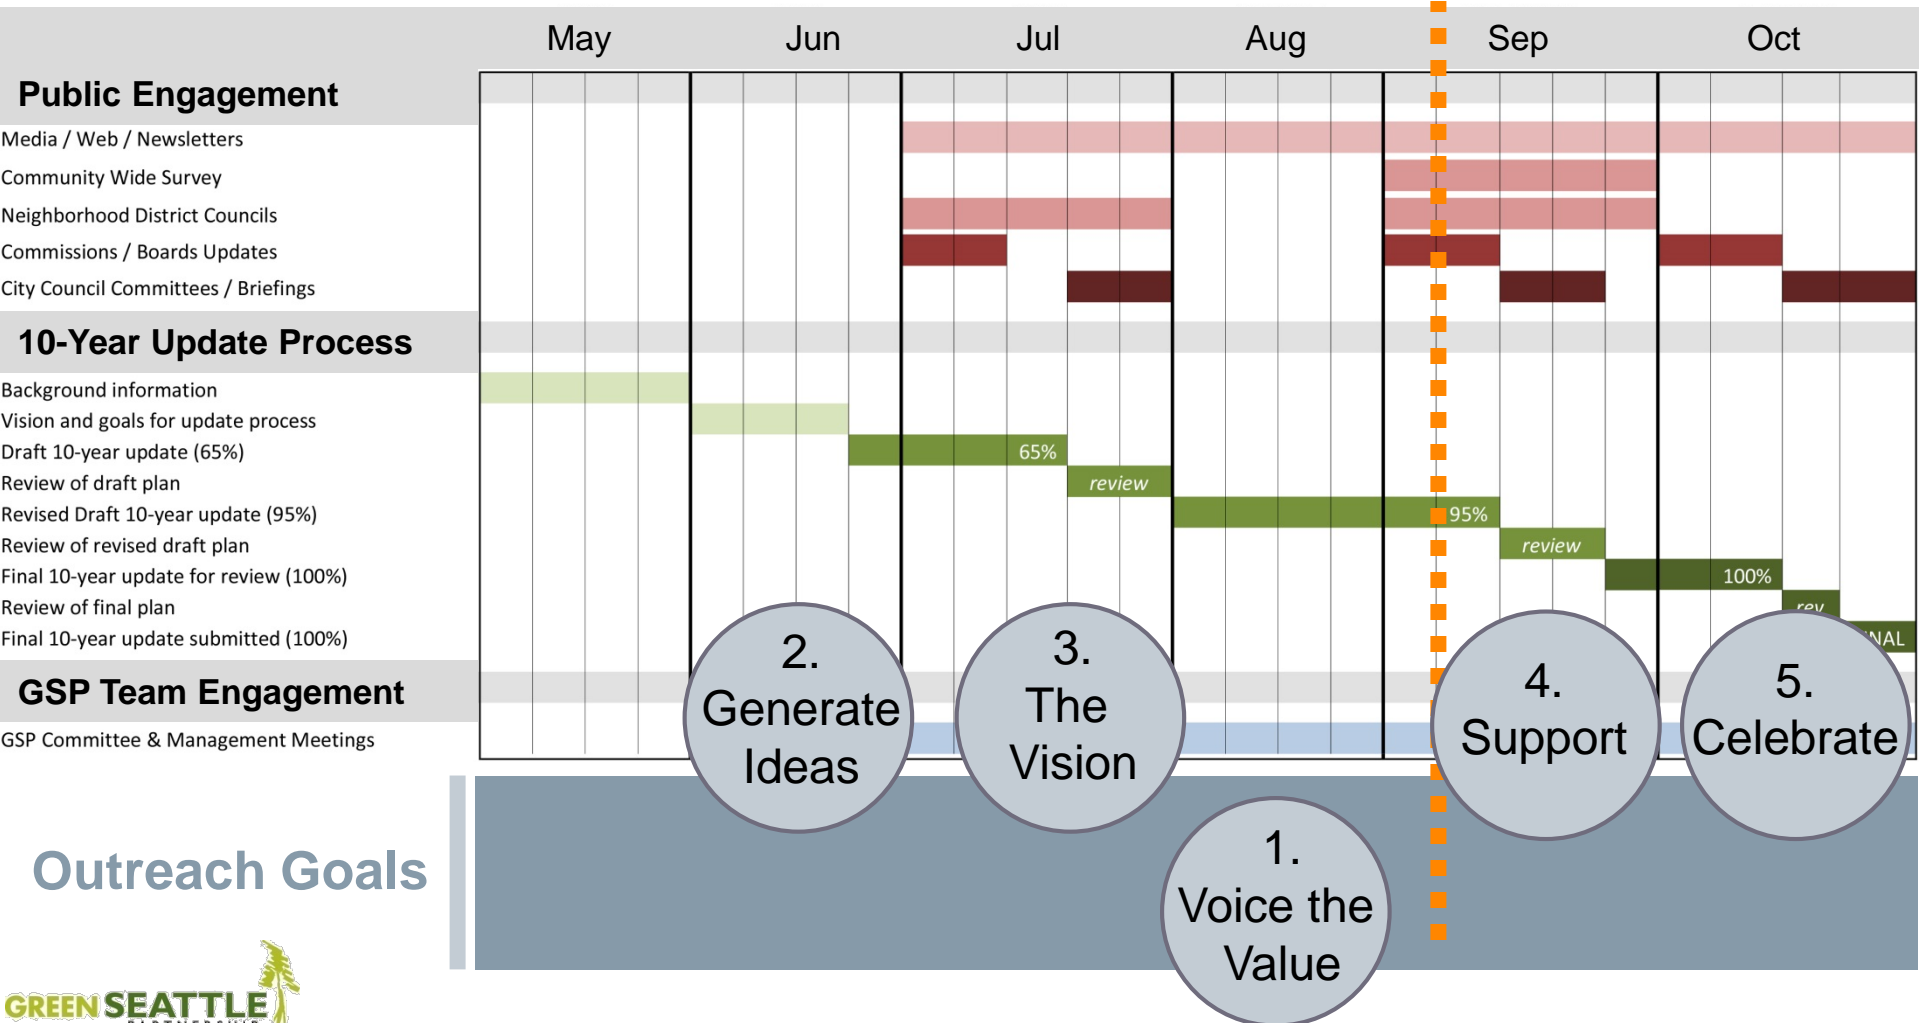 May Jun Jul Aug Sep Oct
Public Engagement
Media / Web / Newsletters
Community Wide Survey
Neighborhood District Councils
Commissions / Boards Updates
City Council Committees / Briefings
10-Year Update Process
Background information
Vision and goals for update process
Draft 10-year update (65%)
65%
Review of draft plan
review
Revised Draft 10-year update (95%)
95%
Review of revised draft plan
review
Final 10-year update for review (100%)
100%
Review of final plan
rev
Final 10-year update submitted (100%)
NAL
GSP Team Engagement
GSP Committee & Management Meetings
2.
Generate
Ideas
3.
The
Vision
4.
Support
5.
Celebrate
1.
Voice the
Value
Outreach Goals
GREEN SEATTLE
PARTNERSHIP